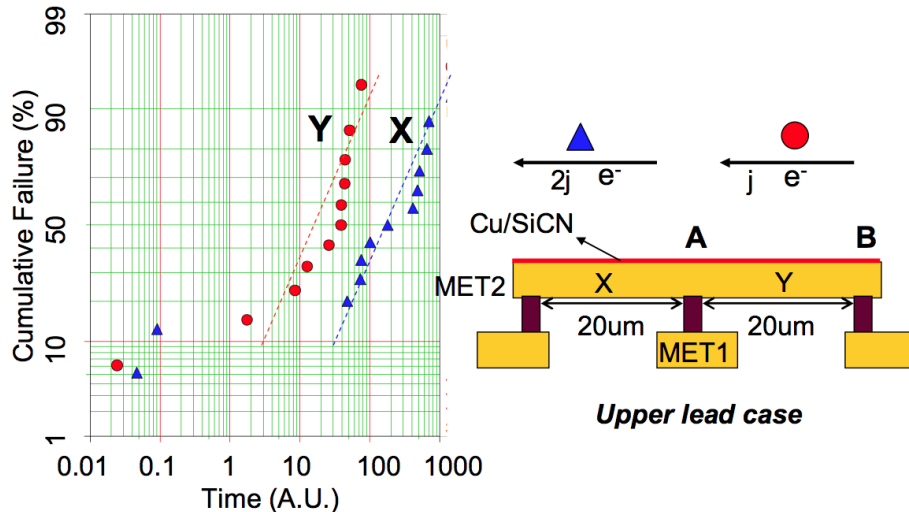 99
90
50
10
1
Cumulative Failure (%)
Y
X
0.01 0.1 1 10 100 1000
Time (A.U.)
2j e-
j e-
Cu/SiCN
A
B
MET2
X
Y
20um
20um
MET1
Upper lead case